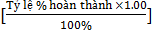 [Tỷ lệ % hoàn thành ×1.00
100%]